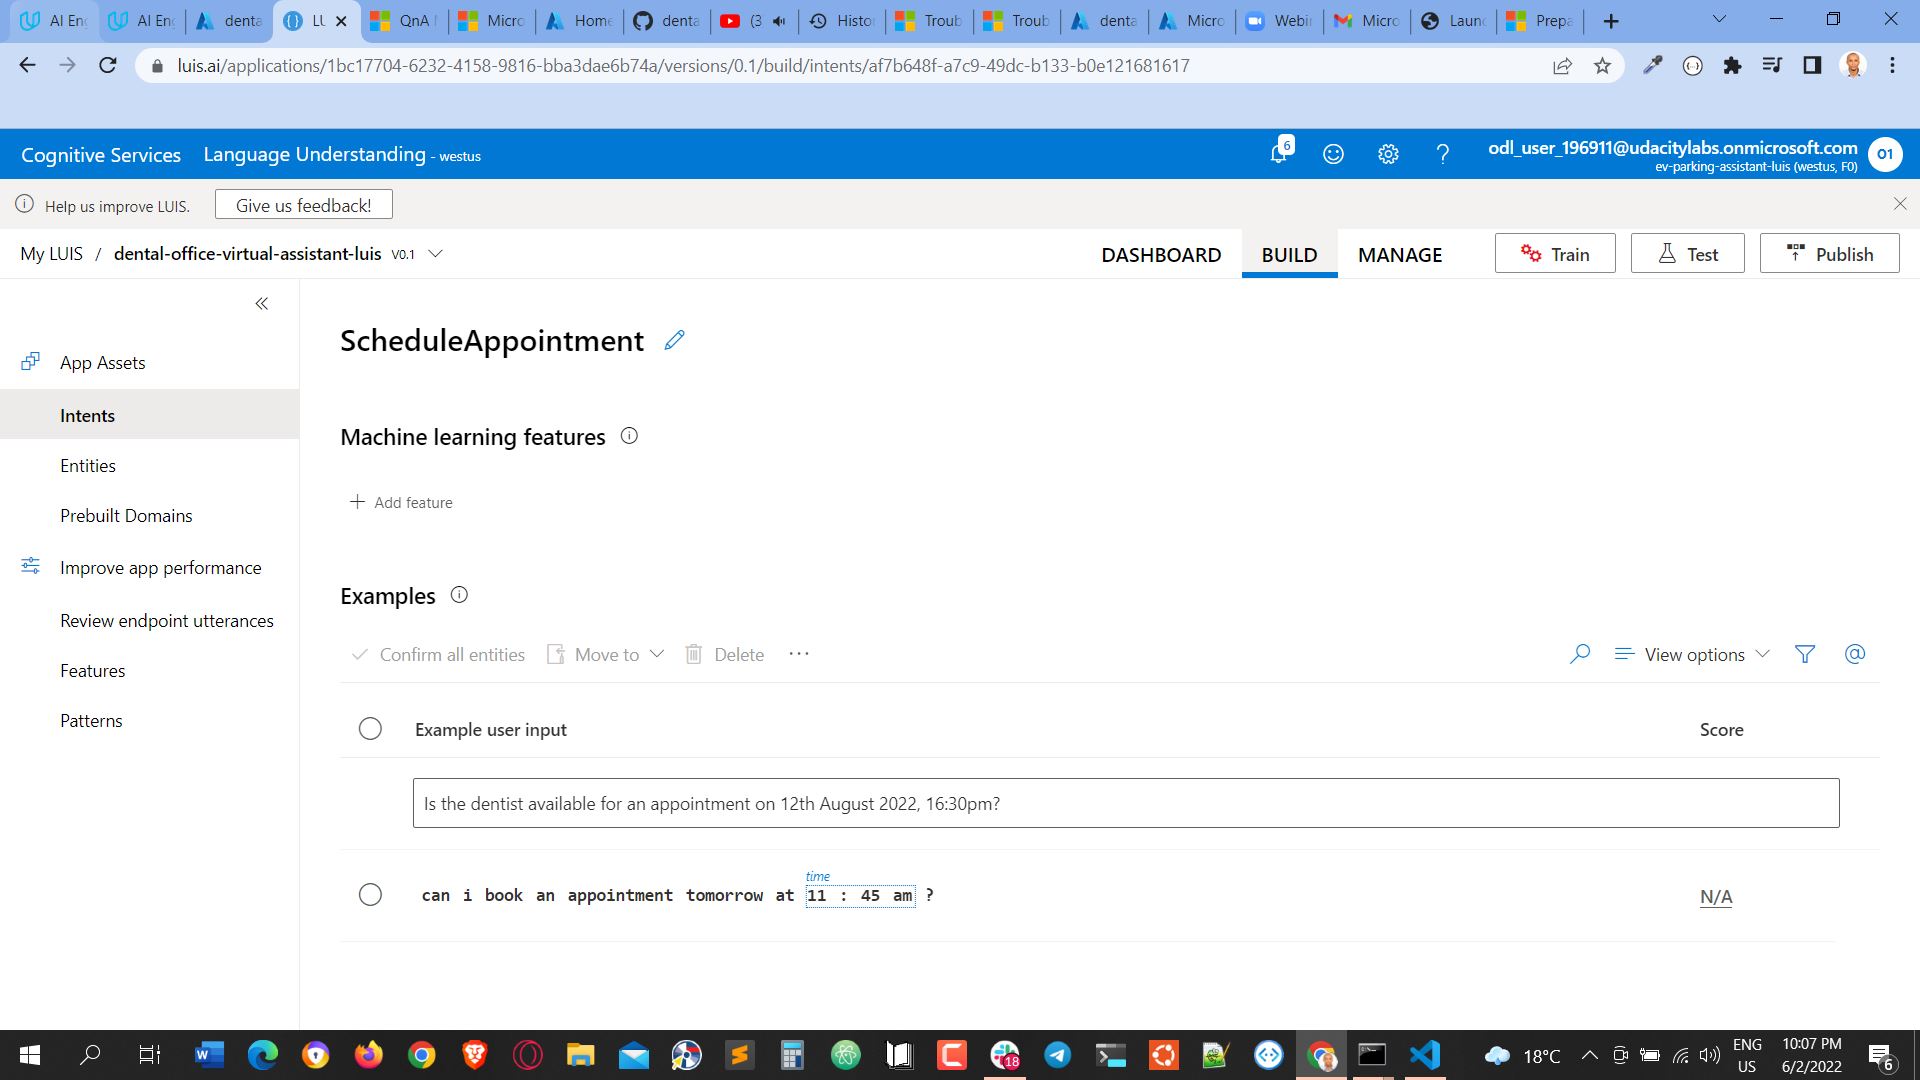 AI Eng
AI Eng
denta
LU
QnA M
Micro
Home
denta
(3
Histor
Troub
Troub
denta
Micro
Webin
Micro
Launc
Prepa
luis.ai/applications/1bc17704-6232-4158-9816-bba3dae6b74a/versions/0.1/build/intents/af7b648f-a7c9-49dc-b133-b0e121681617
Cognitive Services Language Understanding - westus
6
odl_user_196911@udacitylabs.onmicrosoft.com
ev-parking-assistant-luis (westus, F0)
O1
Help us improve LUIS. Give us feedback!
My LUIS / dental-office-virtual-assistant-luis V0.1
DASHBOARD BUILD MANAGE Train Test Publish
App Assets
Intents
Entities
Prebuilt Domains
Improve app performance
Review endpoint utterances
Features
Patterns
ScheduleAppointment
Machine learning features
+ Add feature
Examples
Confirm all entities Move to Delete ...
View options @
Example user input Score
Is the dentist available for an appointment on 12th August 2022, 16:30pm?
time
can i book an appointment tomorrow at 11 : 45 am ? N/A
18
18°C
ENG
US
10:07 PM
6/2/2022
6